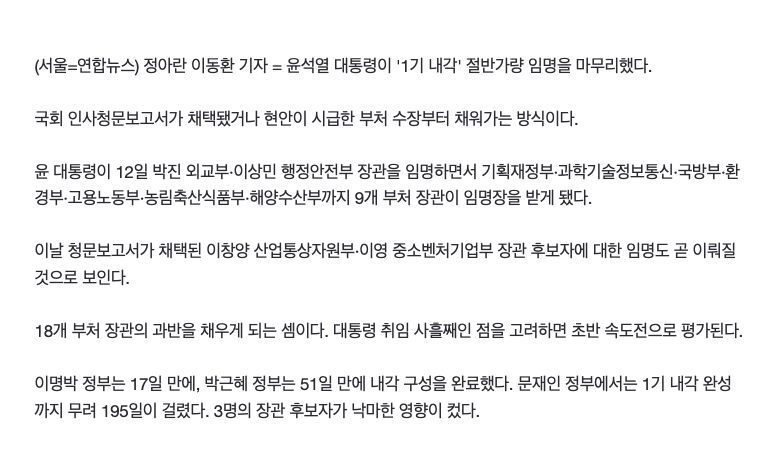 (서울=연합뉴스) 정아란 이동환 기자 = 윤석열 대통령이 '1기 내각' 절반가량 임명을 마무리했다.
국회 인사청문보고서가 채택됐거나 현안이 시급한 부처 수장부터 채워가는 방식이다.
윤 대통령이 12일 박진 외교부·이상민 행정안전부 장관을 임명하면서 기획재정부·과학기술정보통신·국방부·환
경부·고용노동부·농림축산식품부·해양수산부까지 9개 부처 장관이 임명장을 받게 됐다.
이날 청문보고서가 채택된 이창양 산업통상자원부·이영 중소벤처기업부 장관 후보자에 대한 임명도 곧 이뤄질
것으로 보인다.
18개 부처 장관의 과반을 채우게 되는 셈이다. 대통령 취임 사흘째인 점을 고려하면 초반 속도전으로 평가된다.
이명박 정부는 17일 만에, 박근혜 정부는 51일 만에 내각 구성을 완료했다. 문재인 정부에서는 1기 내각 완성
까지 무려 195일이 걸렸다. 3명의 장관 후보자가 낙마한 영향이 컸다.